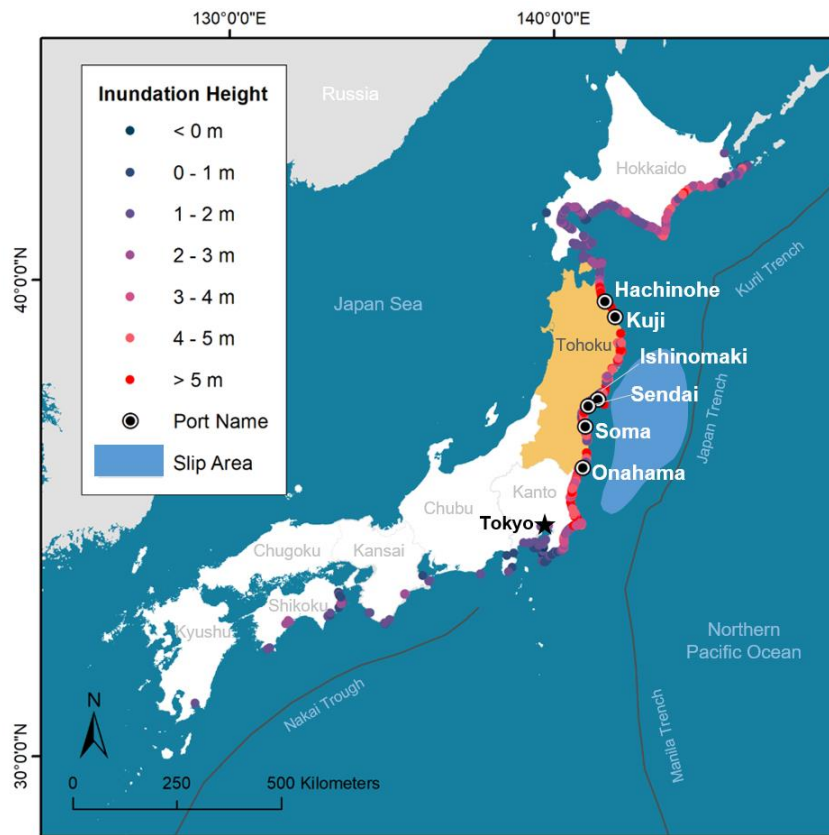 130°0'0"E
140°0'0"E
Inundation Height
< 0 m
0 - 1 m
1 - 2 m
2 - 3 m
3 - 4 m
4 - 5 m
> 5 m
Port Name
Slip Area
Russia
Hokkaido
40°0'0"N
Japan Sea
Kuril Trench
Hachinohe
Kuji
Tohoku
Ishinomaki
Sendai
Japan Trench
Soma
Onahama
Kanto
Chubu
Tokyo
Chugoku
Kansai
Shikoku
Kyushu
Northern
Pacific Ocean
Nakai Trough
Manila Trench
30°0'0"N
N
0
250
500 Kilometers